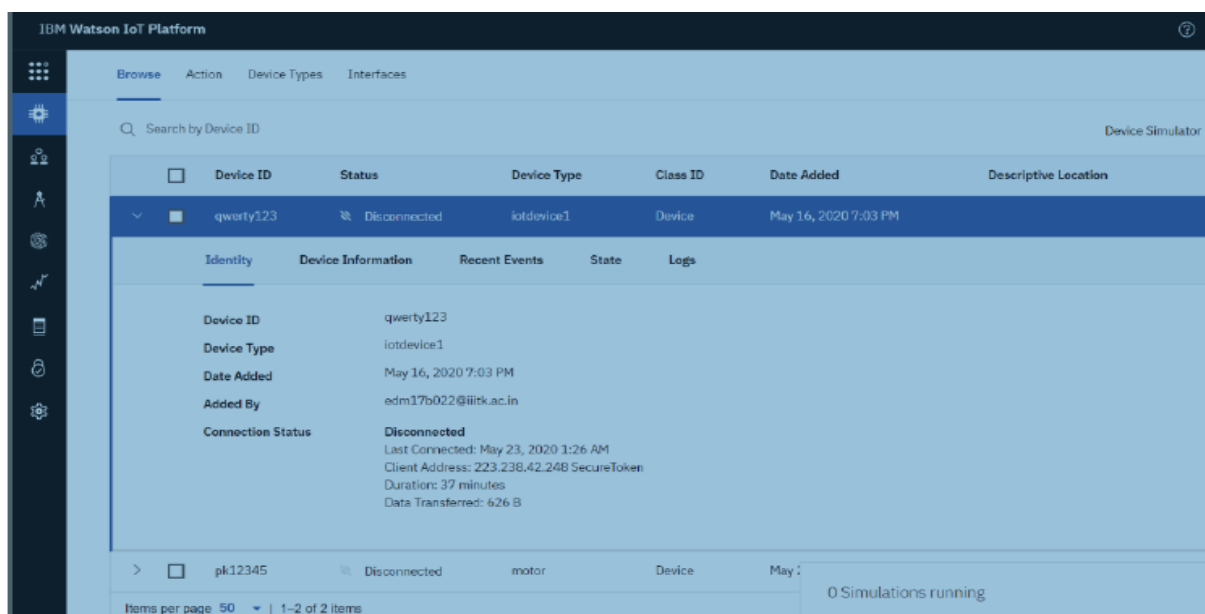 IBM Watson IoT Platform
Browse Action Device Types Interfaces
Search by Device ID
Device Simulator
Device ID Status Device Type Class ID Date Added Descriptive Location
qwerty123 Disconnected iotdevice1 Device May 16, 2020 7:03 PM
Identity Device Information Recent Events State Logs
Device ID qwerty123
Device Type iotdevice1
Date Added May 16, 2020 7:03 PM
Added By edm17b022@iiitk.ac.in
Connection Status Disconnected
Last Connected: May 23, 2020 1:26 AM
Client Address: 223.238.42.248 SecureToken
Duration: 37 minutes
Data Transferred: 626 B
pk12345 Disconnected motor Device May
0 Simulations running
Items per page 50 | 1–2 of 2 items